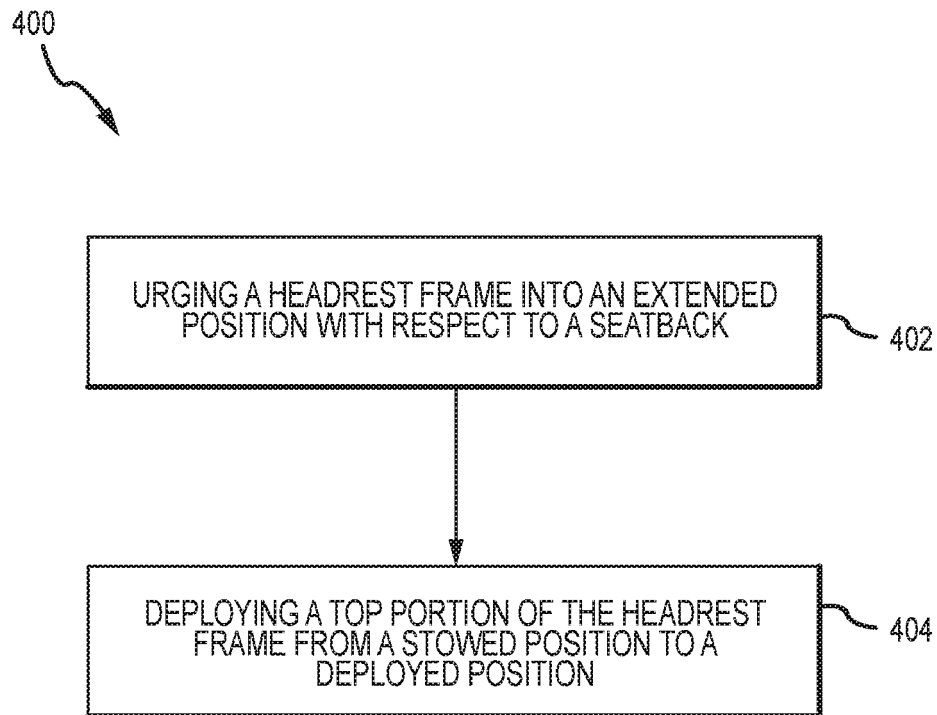 400
URGING A HEADREST FRAME INTO AN EXTENDED
POSITION WITH RESPECT TO A SEATBACK
402
DEPLOYING A TOP PORTION OF THE HEADREST
FRAME FROM A STOWED POSITION TO A
DEPLOYED POSITION
404